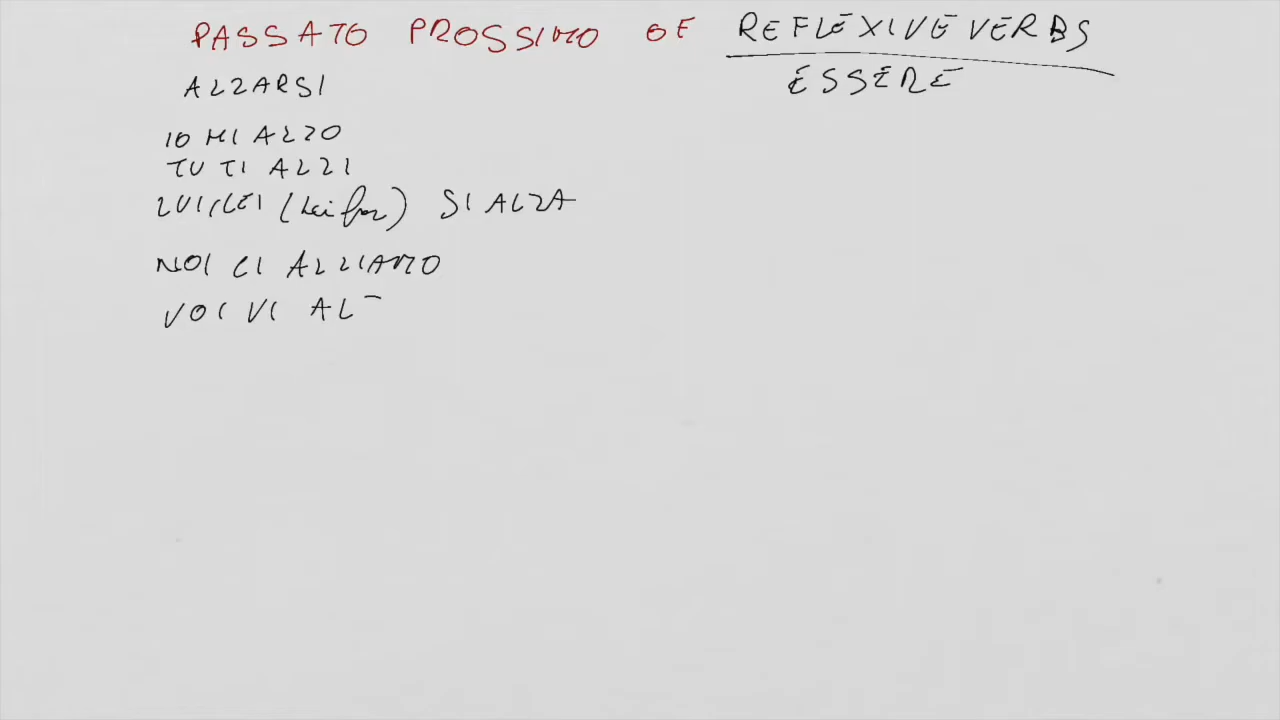 PASSATO PROSSIMO OF REFLEXIVE VERBS
ESSERE
ALZARSI
IO MI ALZO
TU TI ALZI
LUI/LEI (Lei for) SI ALZA
NOI CI ALZIAMO
VOI VI AL